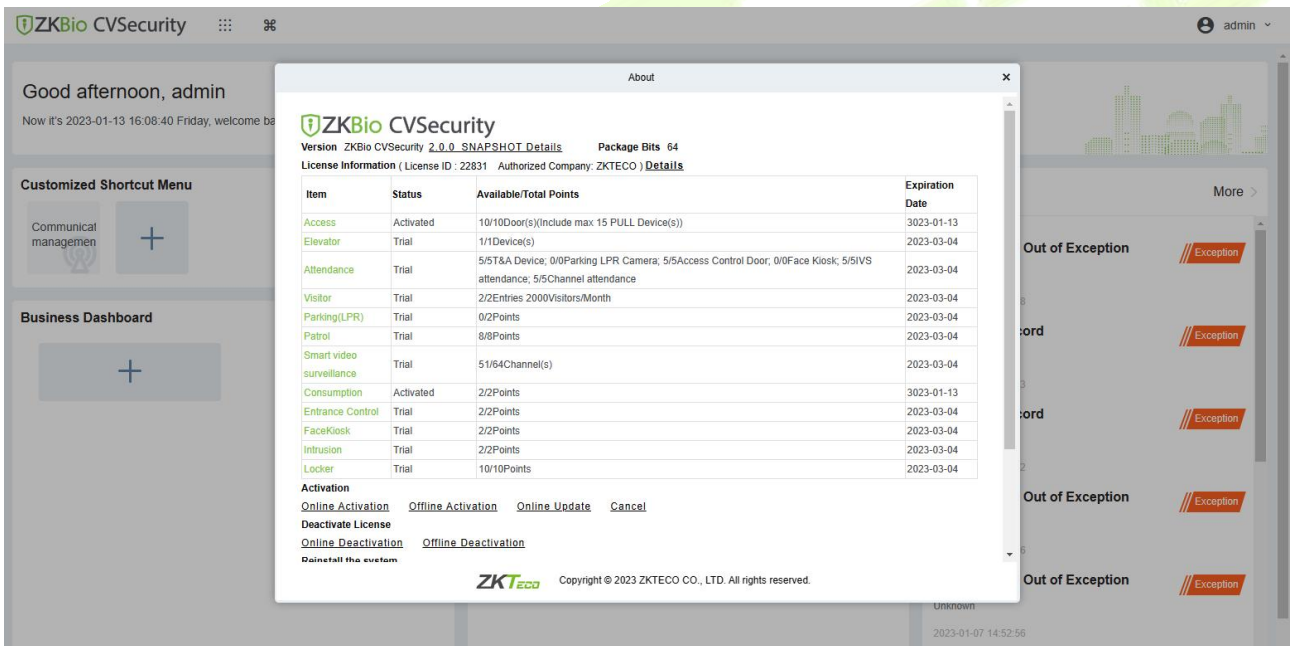 ZKBio CVSecurity
admin
Good afternoon, admin
Now it's 2023-01-13 16:08:40 Friday, welcome ba
Customized Shortcut Menu
Communicat
managemen
Business Dashboard
About
ZKBio CVSecurity
Version ZKBio CVSecurity 2.0.0_SNAPSHOT Details Package Bits 64
License Information ( License ID : 22831 Authorized Company: ZKTECO ) Details
Item Status Available/Total Points Expiration Date
Access Activated 10/10Door(s)(Include max 15 PULL Device(s)) 3023-01-13
Elevator Trial 1/1Device(s) 2023-03-04
Attendance Trial 5/5T&A Device; 0/0Parking LPR Camera; 5/5Access Control Door; 0/0Face Kiosk; 5/5IVS attendance; 5/5Channel attendance 2023-03-04
Visitor Trial 2/2Entries 2000Visitors/Month 2023-03-04
Parking(LPR) Trial 0/2Points 2023-03-04
Patrol Trial 8/8Points 2023-03-04
Smart video surveillance Trial 51/64Channel(s) 2023-03-04
Consumption Activated 2/2Points 3023-01-13
Entrance Control Trial 2/2Points 2023-03-04
FaceKiosk Trial 2/2Points 2023-03-04
Intrusion Trial 2/2Points 2023-03-04
Locker Trial 10/10Points 2023-03-04
Activation
Online Activation Offline Activation Online Update Cancel
Deactivate License
Online Deactivation Offline Deactivation
Reinstall the system
ZKTeco Copyright © 2023 ZKTECO CO., LTD. All rights reserved.
More
Out of Exception Exception
8
cord Exception
3
cord Exception
2
Out of Exception Exception
6
Out of Exception Exception
Unknown
2023-01-07 14:52:56